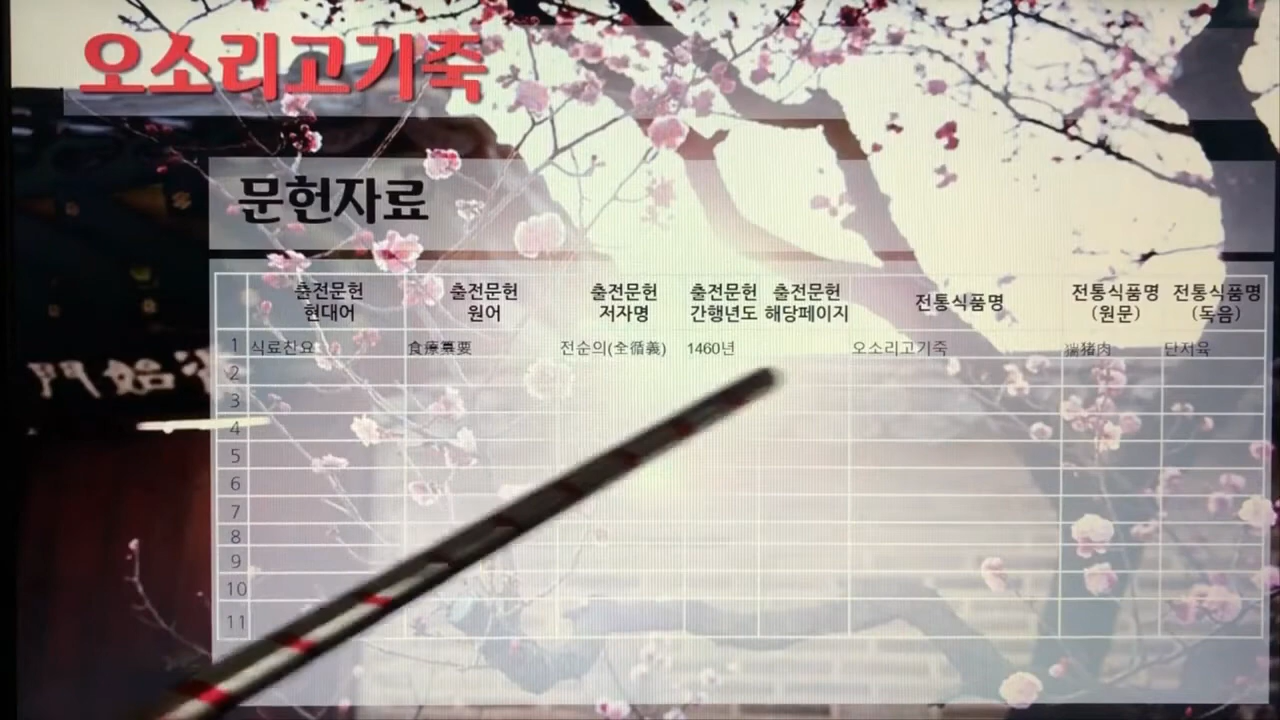 오소리고기죽
문헌자료
출전문헌 현대어 출전문헌 원어 출전문헌 저자명 출전문헌 간행년도 출전문헌 해당페이지 전통식품명 전통식품명 (원문) 전통식품명 (독음)
1 식료찬요 食療纂要 전순의(全循義) 1460년 오소리고기죽 猯猪肉 단저육
2
3
4
5
6
7
8
9
10
11
門始